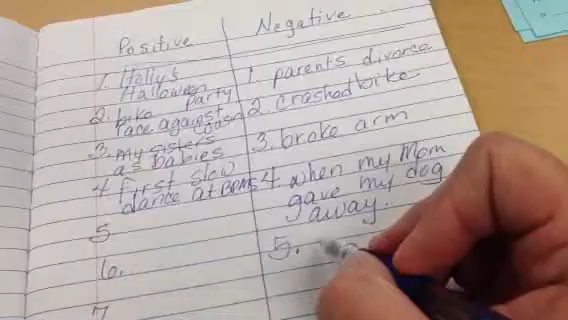 Positive
1. Holly's
Halloween
Party
2. bike
race against
cousin
3. My sisters
as babies
4 first slow
dance at BDMS
5
6.
7
Negative
1. parents divorce
2. crashed bike
3. broke arm
4. when my Mom
gave my dog
away.
5.